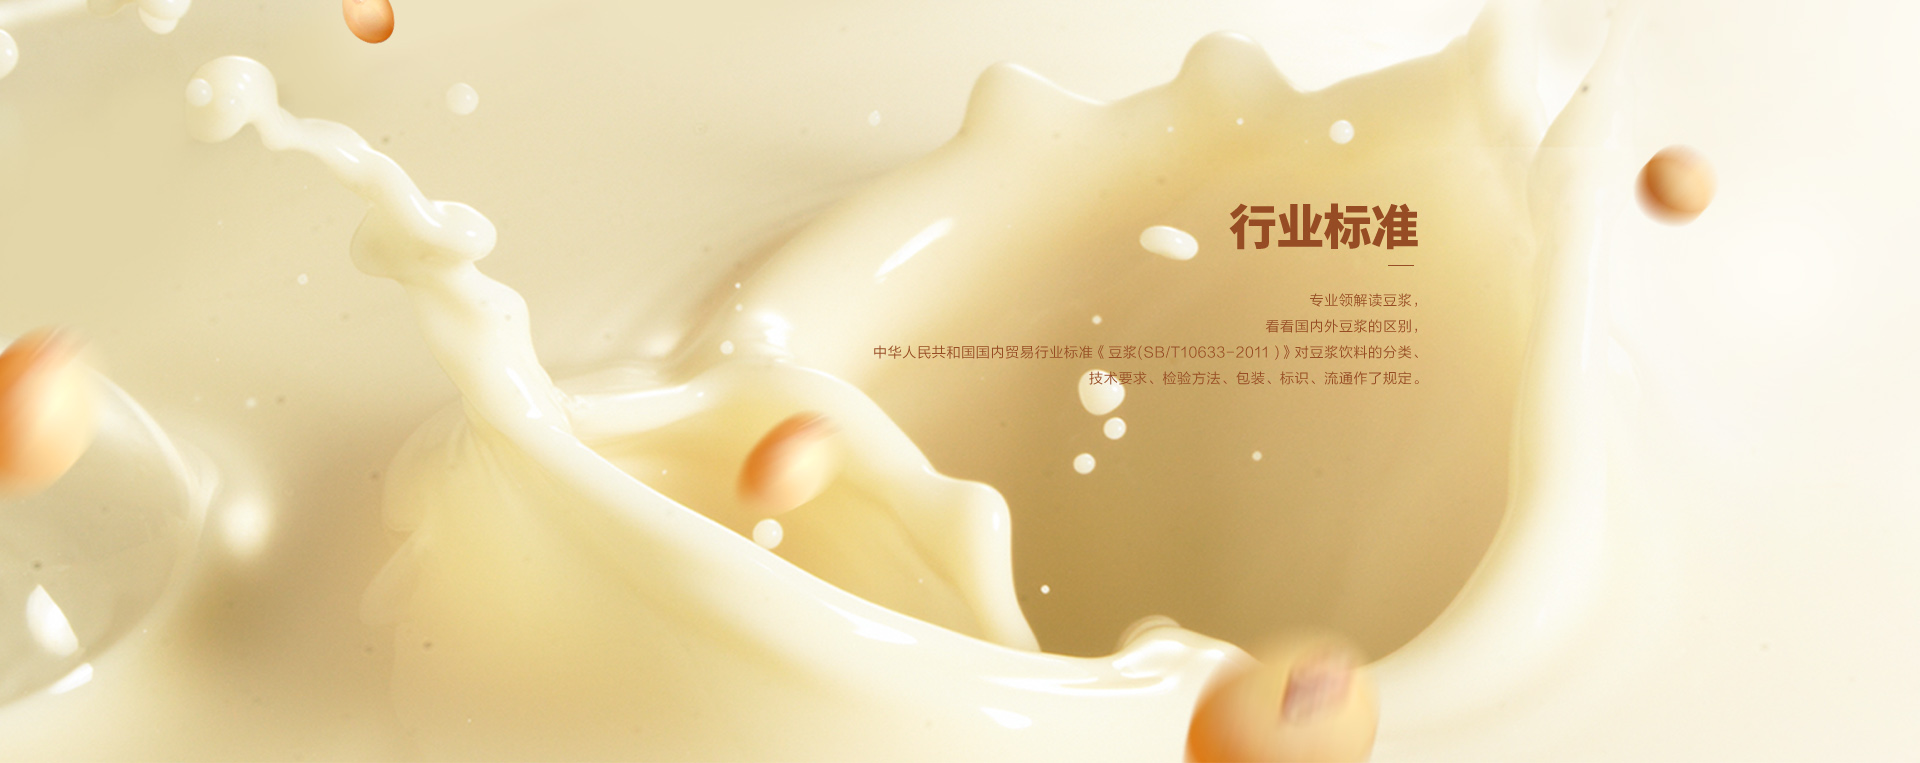 行业标准
专业领解读豆浆，
看看国内外豆浆的区别，
中华人民共和国国内贸易行业标准《 豆浆(SB/T10633-2011 ) 》对豆浆饮料的分类、
技术要求、检验方法、包装、标识、流通作了规定。